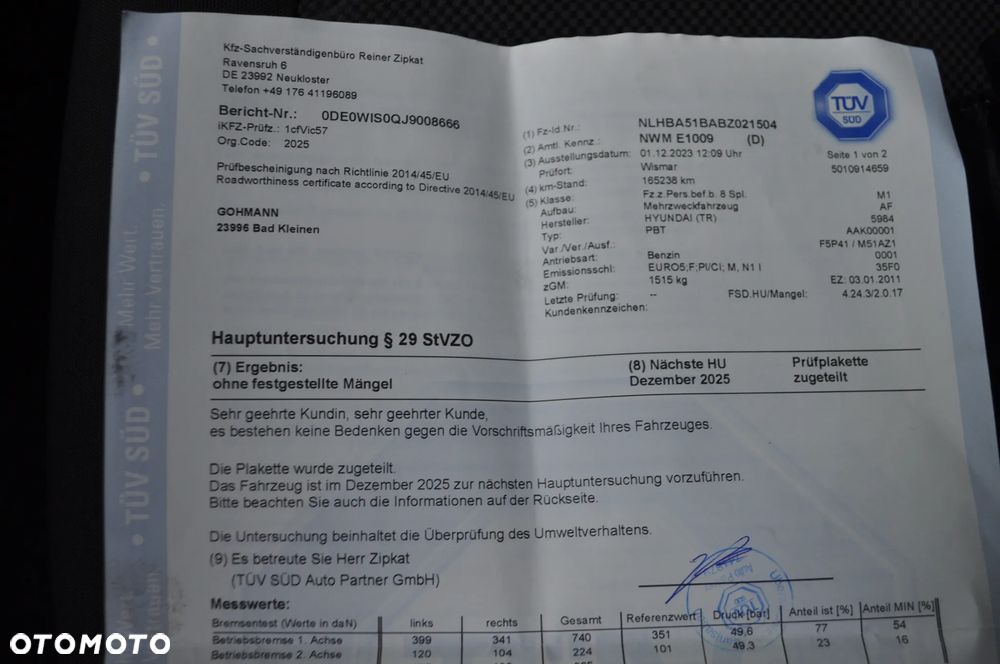 Kfz-Sachverständigenbüro Reiner Zipkat
Ravensruh 6
DE 23992 Neukloster
Telefon +49 176 41196089
Bericht-Nr.: 0DE0WIS0QJ9008666
iKFZ-Prüfz.: 1cfVic57
Org.Code: 2025
Prüfbescheinigung nach Richtlinie 2014/45/EU
Roadworthiness certificate according to Directive 2014/45/EU
GOHMANN
23996 Bad Kleinen
TÜV
SÜD
Seite 1 von 2
5010914659
(1) Fz-Id.Nr.: NLHBA51BABZ021504
(2) Amtl. Kennz.: NWM E1009 (D)
(3) Ausstellungsdatum: 01.12.2023 12:09 Uhr
Prüfort: Wismar
(4) km-Stand: 165238 km
(5) Klasse: Fz.z Pers.bef.b. 8 Spl. M1
Aufbau: Mehrzweckfahrzeug AF
Hersteller: HYUNDAI (TR) 5984
Typ: PBT AAK00001
Var./Ver./Ausf.: F5P41 / M51AZ1
Antriebsart: Benzin 0001
Emissionsschl: EURO5;F;PI/CI; M, N1 I 35F0
zGM: 1515 kg EZ: 03.01.2011
Letzte Prüfung: -- FSD.HU/Mangel: 4.24.3/2.0.17
Kundenkennzeichen:
Hauptuntersuchung § 29 StVZO
(7) Ergebnis: (8) Nächste HU Prüfplakette
ohne festgestellte Mängel Dezember 2025 zugeteilt
Sehr geehrte Kundin, sehr geehrter Kunde,
es bestehen keine Bedenken gegen die Vorschriftsmäßigkeit Ihres Fahrzeuges.
Die Plakette wurde zugeteilt.
Das Fahrzeug ist im Dezember 2025 zur nächsten Hauptuntersuchung vorzuführen.
Bitte beachten Sie auch die Informationen auf der Rückseite.
Die Untersuchung beinhaltet die Überprüfung des Umweltverhaltens.
(9) Es betreute Sie Herr Zipkat
(TÜV SÜD Auto Partner GmbH)
Messwerte:
Bremsentest (Werte in daN) links rechts Gesamt Referenzwert Druck [bar] Anteil ist [%] Anteil MIN [%]
Betriebsbremse 1. Achse 399 341 740 351 49,6 77 54
Betriebsbremse 2. Achse 120 104 224 101 49,3 23 16
TÜV SÜD
Mehr Wert.
Mehr Vertrauen.
TÜV SÜD
OTOMOTO